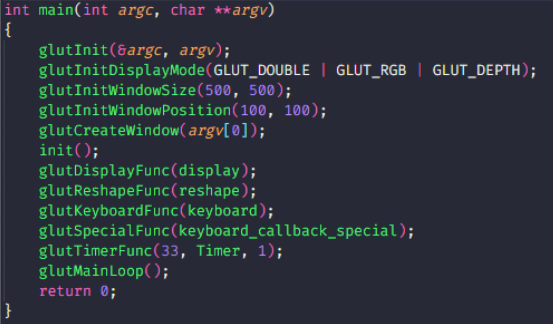 int main(int argc, char **argv)
{
    glutInit(&argc, argv);
    glutInitDisplayMode(GLUT_DOUBLE | GLUT_RGB | GLUT_DEPTH);
    glutInitWindowSize(500, 500);
    glutInitWindowPosition(100, 100);
    glutCreateWindow(argv[0]);
    init();
    glutDisplayFunc(display);
    glutReshapeFunc(reshape);
    glutKeyboardFunc(keyboard);
    glutSpecialFunc(keyboard_callback_special);
    glutTimerFunc(33, Timer, 1);
    glutMainLoop();
    return 0;
}